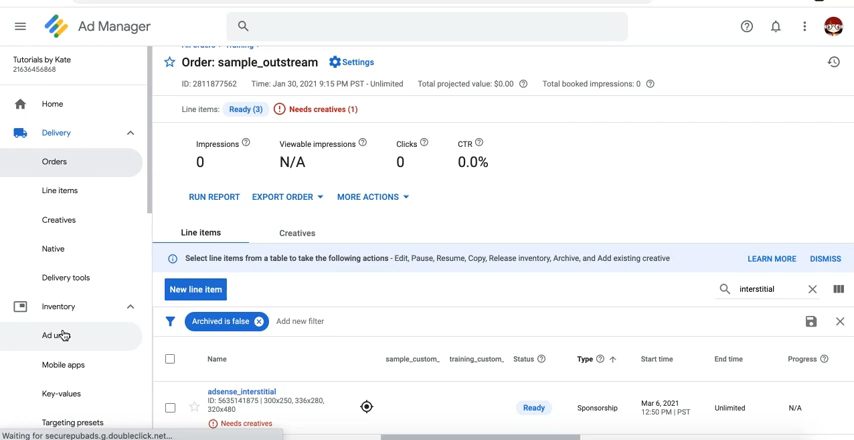 Ad Manager
Tutorials by Kate
21636456868
Home
Delivery
Orders
Line items
Creatives
Native
Delivery tools
Inventory
Ad
Mobile apps
Key-values
Targeting presets
Waiting for securepubads.g.doubleclick.net...
All orders Training
Order: sample_outstream
Settings
ID: 2811877562 Time: Jan 30, 2021 9:15 PM PST - Unlimited Total projected value: $0.00 Total booked impressions: 0
Line items: Ready (3) Needs creatives (1)
Impressions Viewable impressions Clicks CTR
0 N/A 0 0.0%
RUN REPORT EXPORT ORDER MORE ACTIONS
Line items Creatives
Select line items from a table to take the following actions - Edit, Pause, Resume, Copy, Release inventory, Archive, and Add existing creative LEARN MORE DISMISS
New line item interstitial
Archived is false Add new filter
Name sample_custom_ training_custom_ Status Type Start time End time Progress
adsense_interstitial
ID: 5635141875 | 300x250, 336x280,
320x480
Needs creatives
Ready Sponsorship Mar 6, 2021
12:50 PM | PST
Unlimited N/A